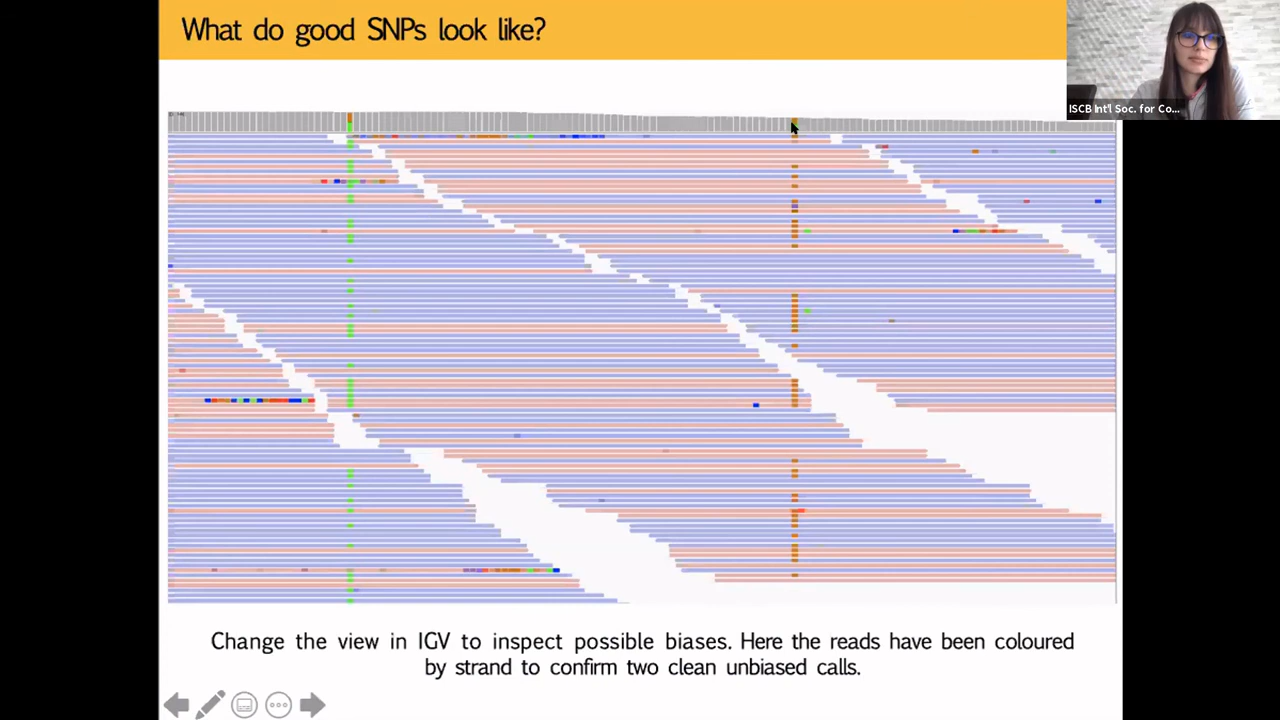 What do good SNPs look like?
ISCB Int'l Soc. for Co...
Change the view in IGV to inspect possible biases. Here the reads have been coloured
by strand to confirm two clean unbiased calls.